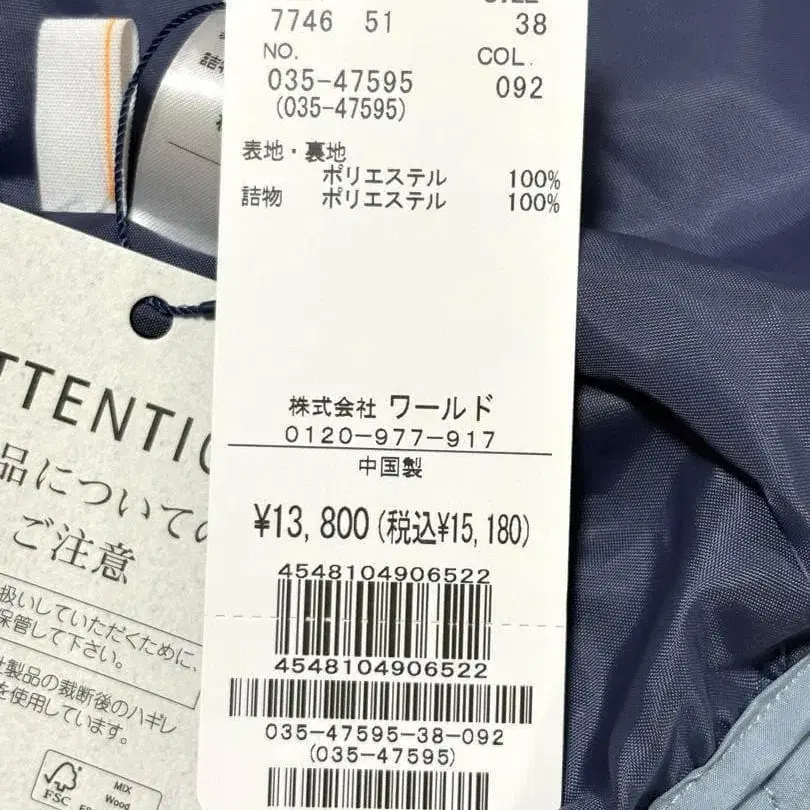 7746 51 38
NO. COL.
035-47595 092
(035-47595)
表地・裏地
ポリエステル 100%
詰物 ポリエステル 100%
株式会社 ワールド
0120-977-917
中国製
¥13,800(税込¥15,180)
4548104906522
4548104906522
035-47595-38-092
(035-47595)
詰物
TTENTIO
品についての
ご注意
扱いしていただくために、
保管して下さい。
社製品の裁断後のハギレ
を使用しています。
FSC
MIX
Wood